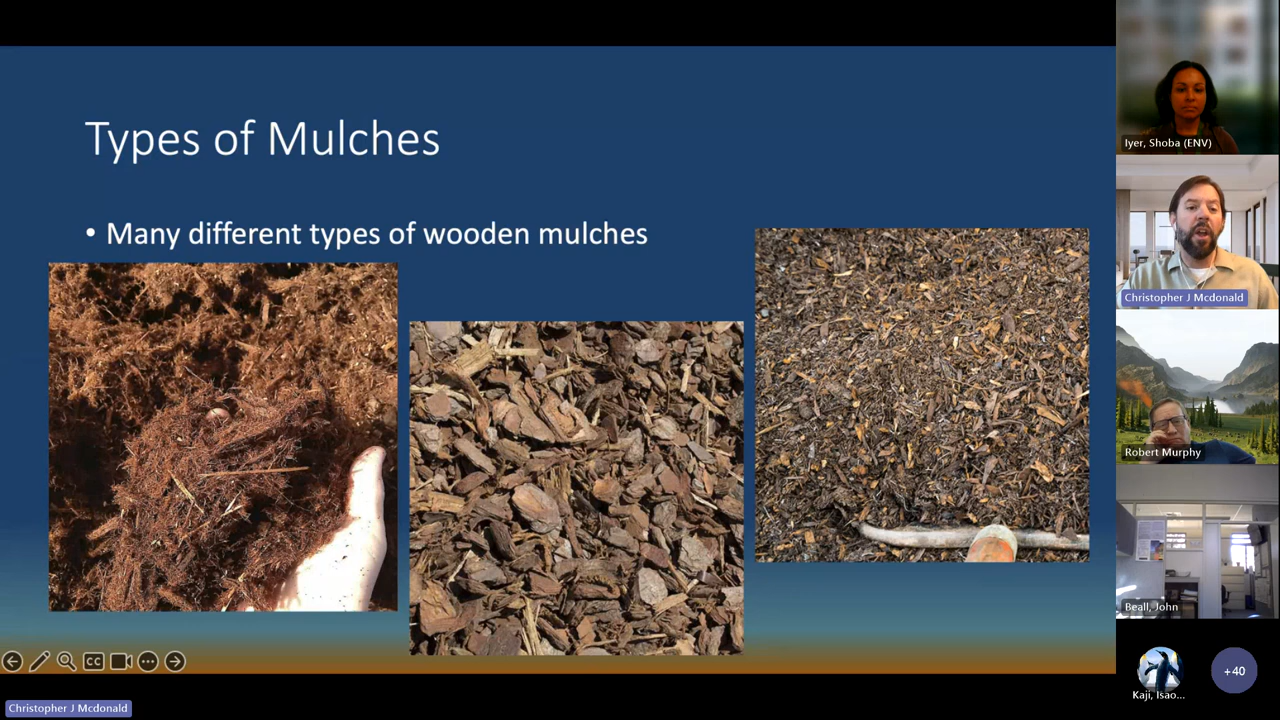 Types of Mulches
• Many different types of wooden mulches
CC
Christopher J Mcdonald
Iyer, Shoba (ENV)
Christopher J Mcdonald
Robert Murphy
Beall, John
Kaji, Isao...
+40